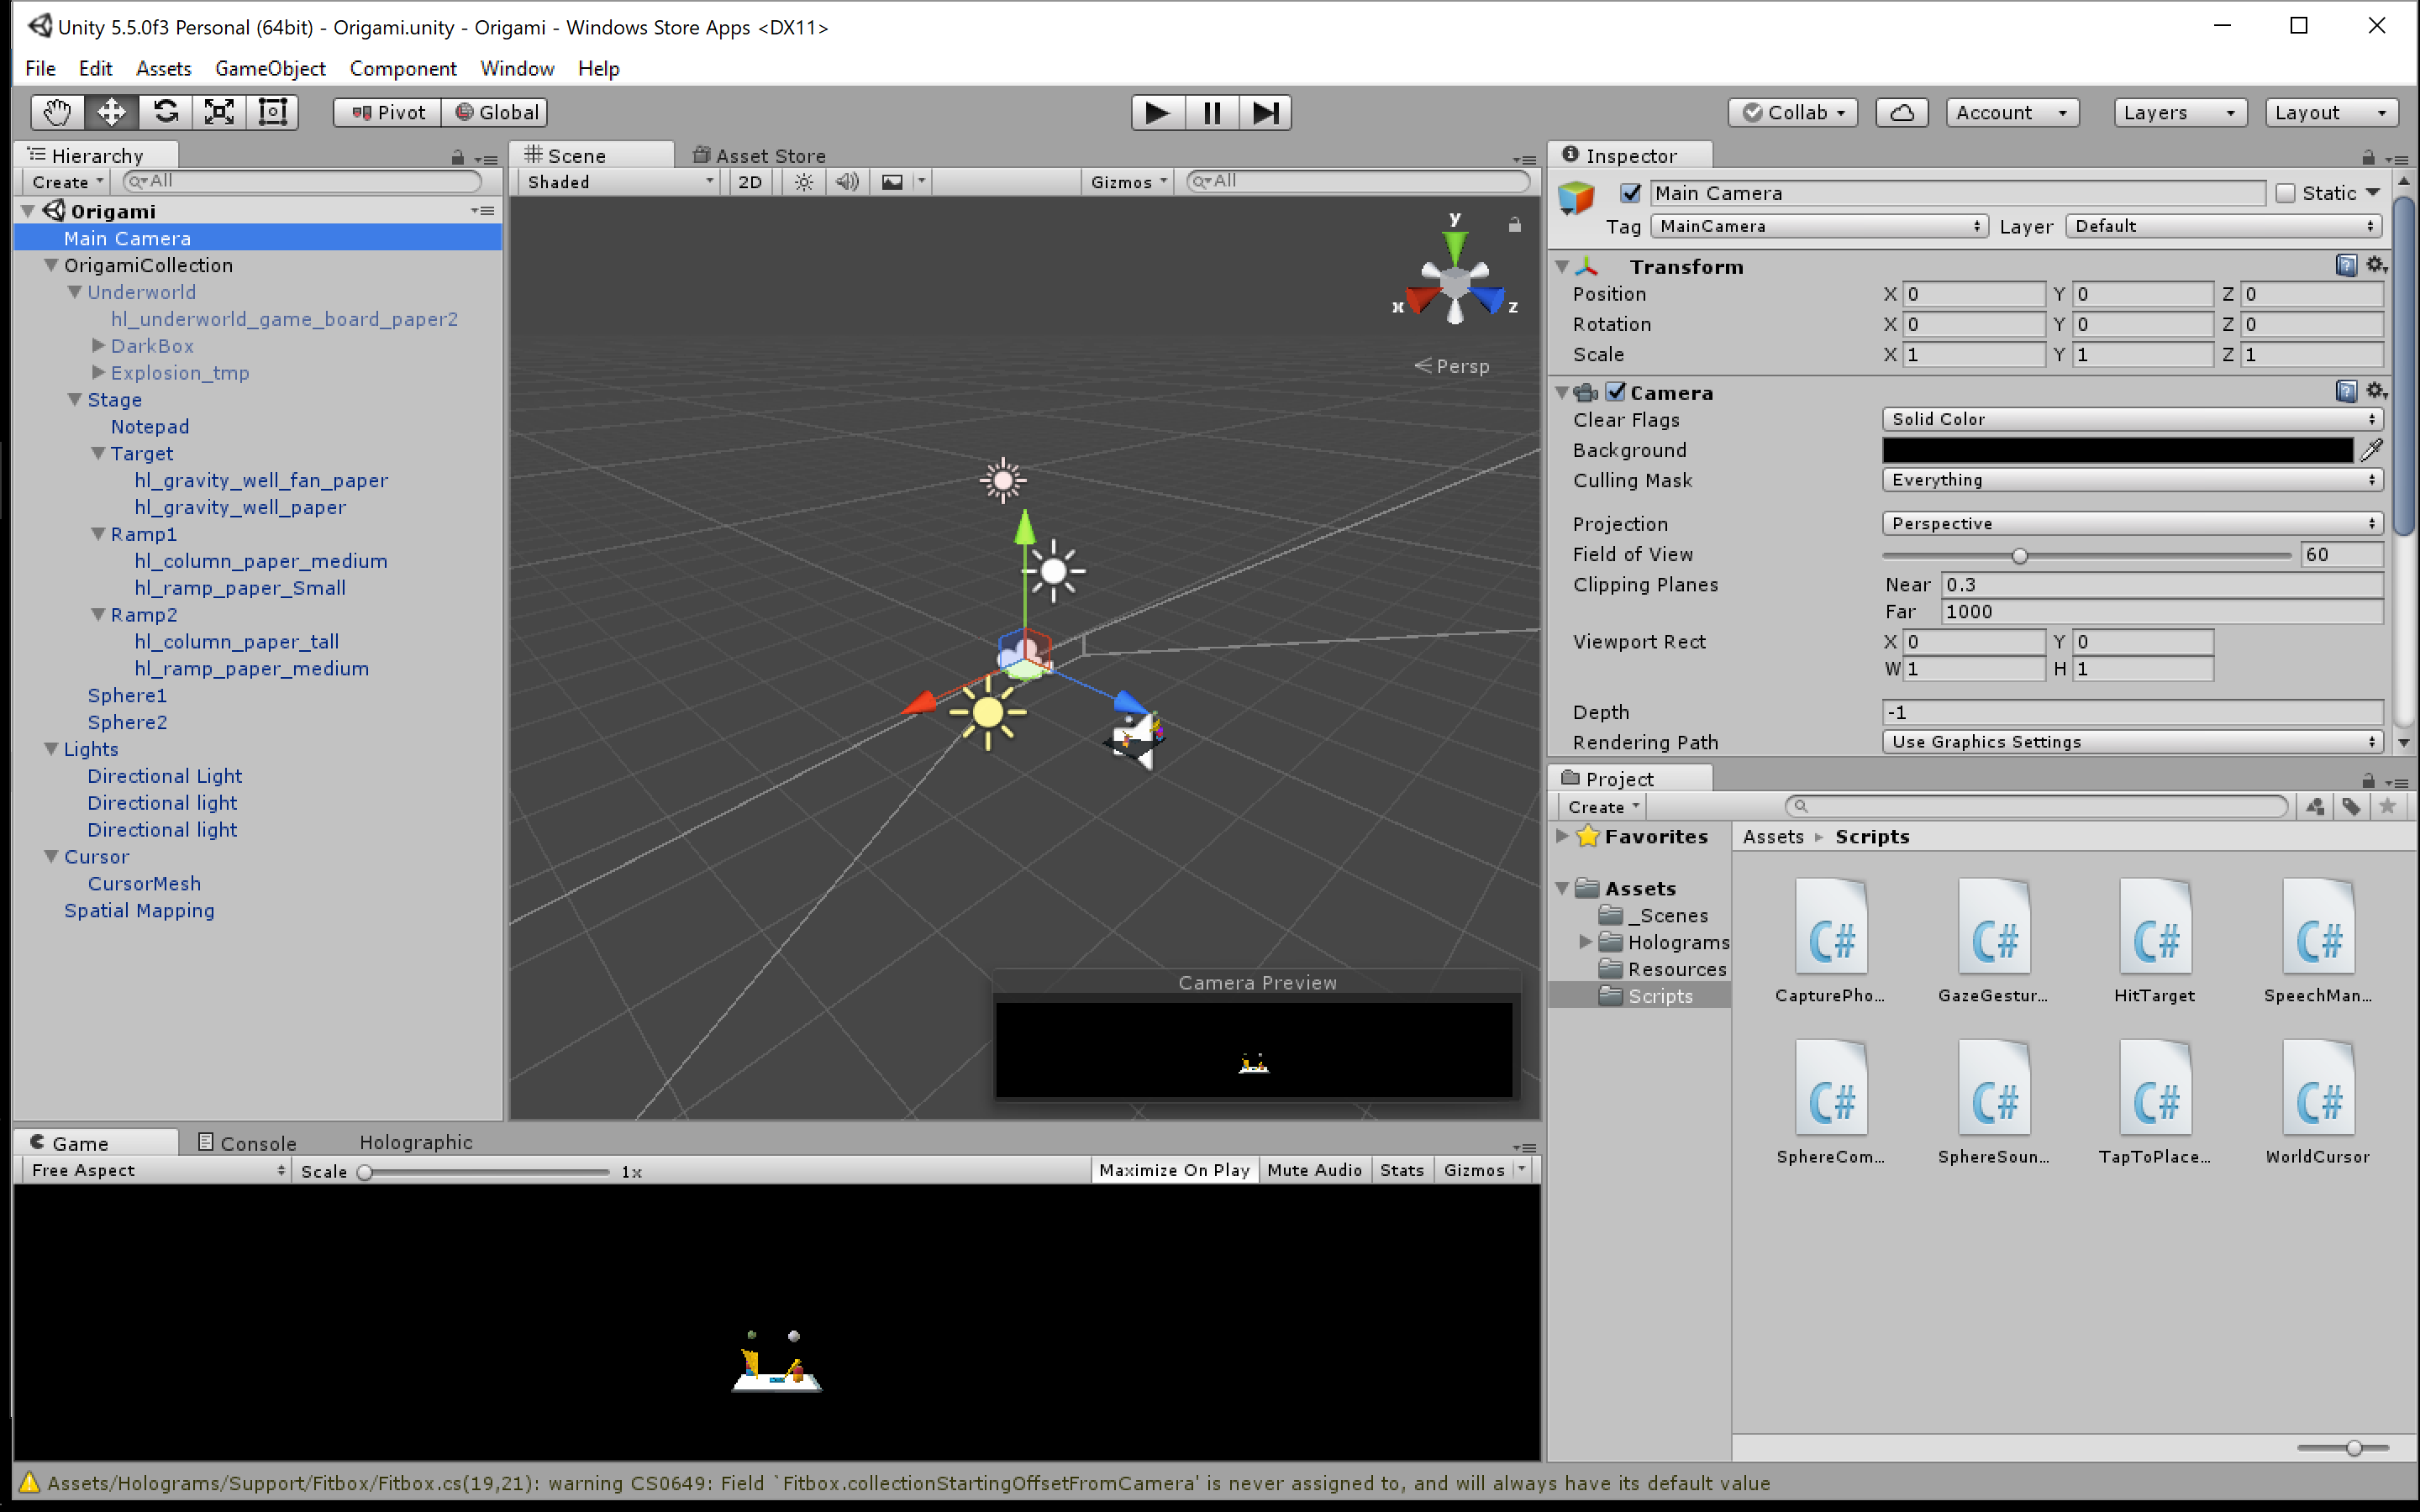 Unity 5.5.0f3 Personal (64bit) - Origami.unity - Origami - Windows Store Apps <DX11>
File Edit Assets GameObject Component Window Help
Pivot Global Collab Account Layers Layout
Hierarchy
Create All
Origami
Main Camera
OrigamiCollection
Underworld
hl_underworld_game_board_paper2
DarkBox
Explosion_tmp
Stage
Notepad
Target
hl_gravity_well_fan_paper
hl_gravity_well_paper
Ramp1
hl_column_paper_medium
hl_ramp_paper_Small
Ramp2
hl_column_paper_tall
hl_ramp_paper_medium
Sphere1
Sphere2
Lights
Directional Light
Directional light
Directional light
Cursor
CursorMesh
Spatial Mapping
Scene Asset Store
Shaded 2D Gizmos All
y
x z
Persp
Camera Preview
Game Console Holographic
Free Aspect Scale 1x Maximize On Play Mute Audio Stats Gizmos
Inspector
Main Camera Static
Tag MainCamera Layer Default
Transform
Position X 0 Y 0 Z 0
Rotation X 0 Y 0 Z 0
Scale X 1 Y 1 Z 1
Camera
Clear Flags Solid Color
Background
Culling Mask Everything
Projection Perspective
Field of View 60
Clipping Planes Near 0.3
Far 1000
Viewport Rect X 0 Y 0
W 1 H 1
Depth -1
Rendering Path Use Graphics Settings
Project
Create
Favorites
Assets
_Scenes
Holograms
Resources
Scripts
Assets Scripts
C# C# C# C#
CapturePho... GazeGestur... HitTarget SpeechMan...
C# C# C# C#
SphereCom... SphereSoun... TapToPlace... WorldCursor
Assets/Holograms/Support/Fitbox/Fitbox.cs(19,21): warning CS0649: Field `Fitbox.collectionStartingOffsetFromCamera' is never assigned to, and will always have its default value